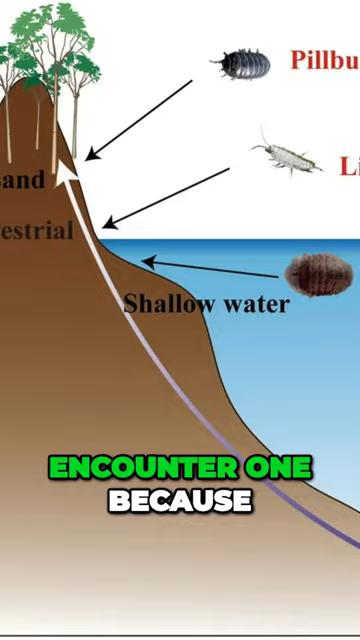 Pillbu
Li
and
estrial
Shallow water
ENCOUNTER ONE
BECAUSE